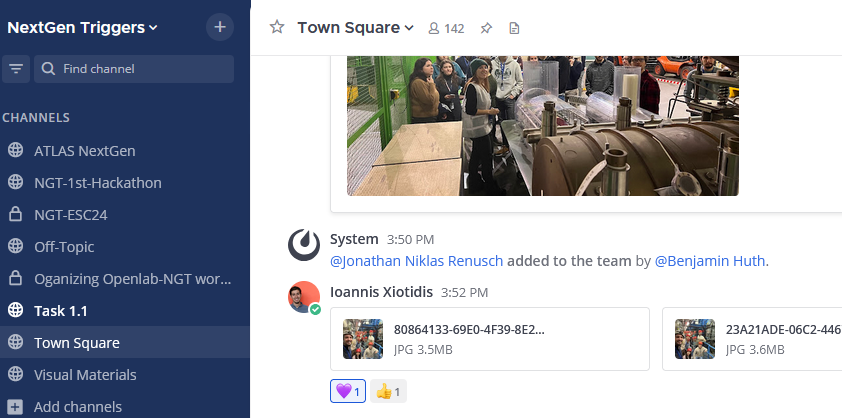 NextGen Triggers
Town Square
142
Find channel
CHANNELS
ATLAS NextGen
NGT-1st-Hackathon
NGT-ESC24
Off-Topic
Oganizing Openlab-NGT wor...
Task 1.1
Town Square
Visual Materials
Add channels
System 3:50 PM
@Jonathan Niklas Renusch added to the team by @Benjamin Huth.
Ioannis Xiotidis 3:52 PM
80864133-69E0-4F39-8E2...
JPG 3.5MB
23A21ADE-06C2-446
JPG 3.6MB
1
1